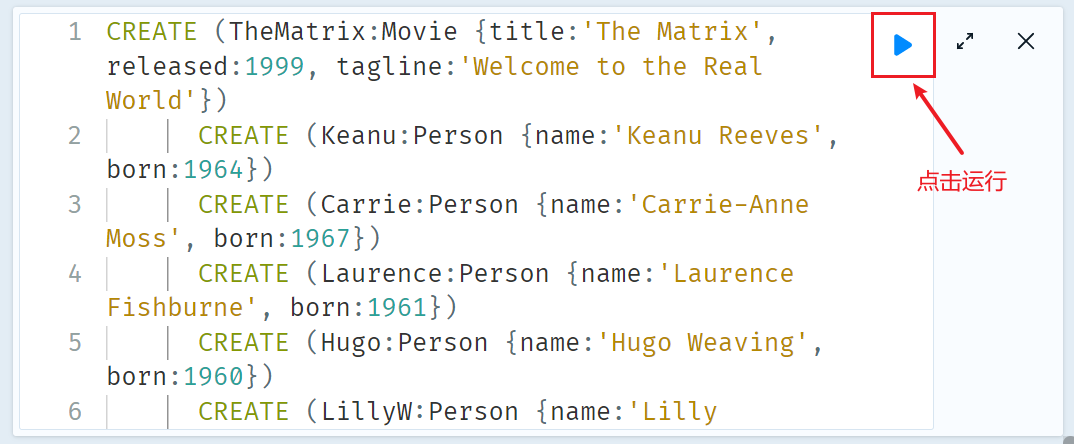 1 CREATE (TheMatrix:Movie {title:'The Matrix',
released:1999, tagline:'Welcome to the Real
World'})
2 CREATE (Keanu:Person {name:'Keanu Reeves',
born:1964})
3 CREATE (Carrie:Person {name:'Carrie-Anne
Moss', born:1967})
4 CREATE (Laurence:Person {name:'Laurence
Fishburne', born:1961})
5 CREATE (Hugo:Person {name:'Hugo Weaving',
born:1960})
6 CREATE (LillyW:Person {name:'Lilly
点击运行